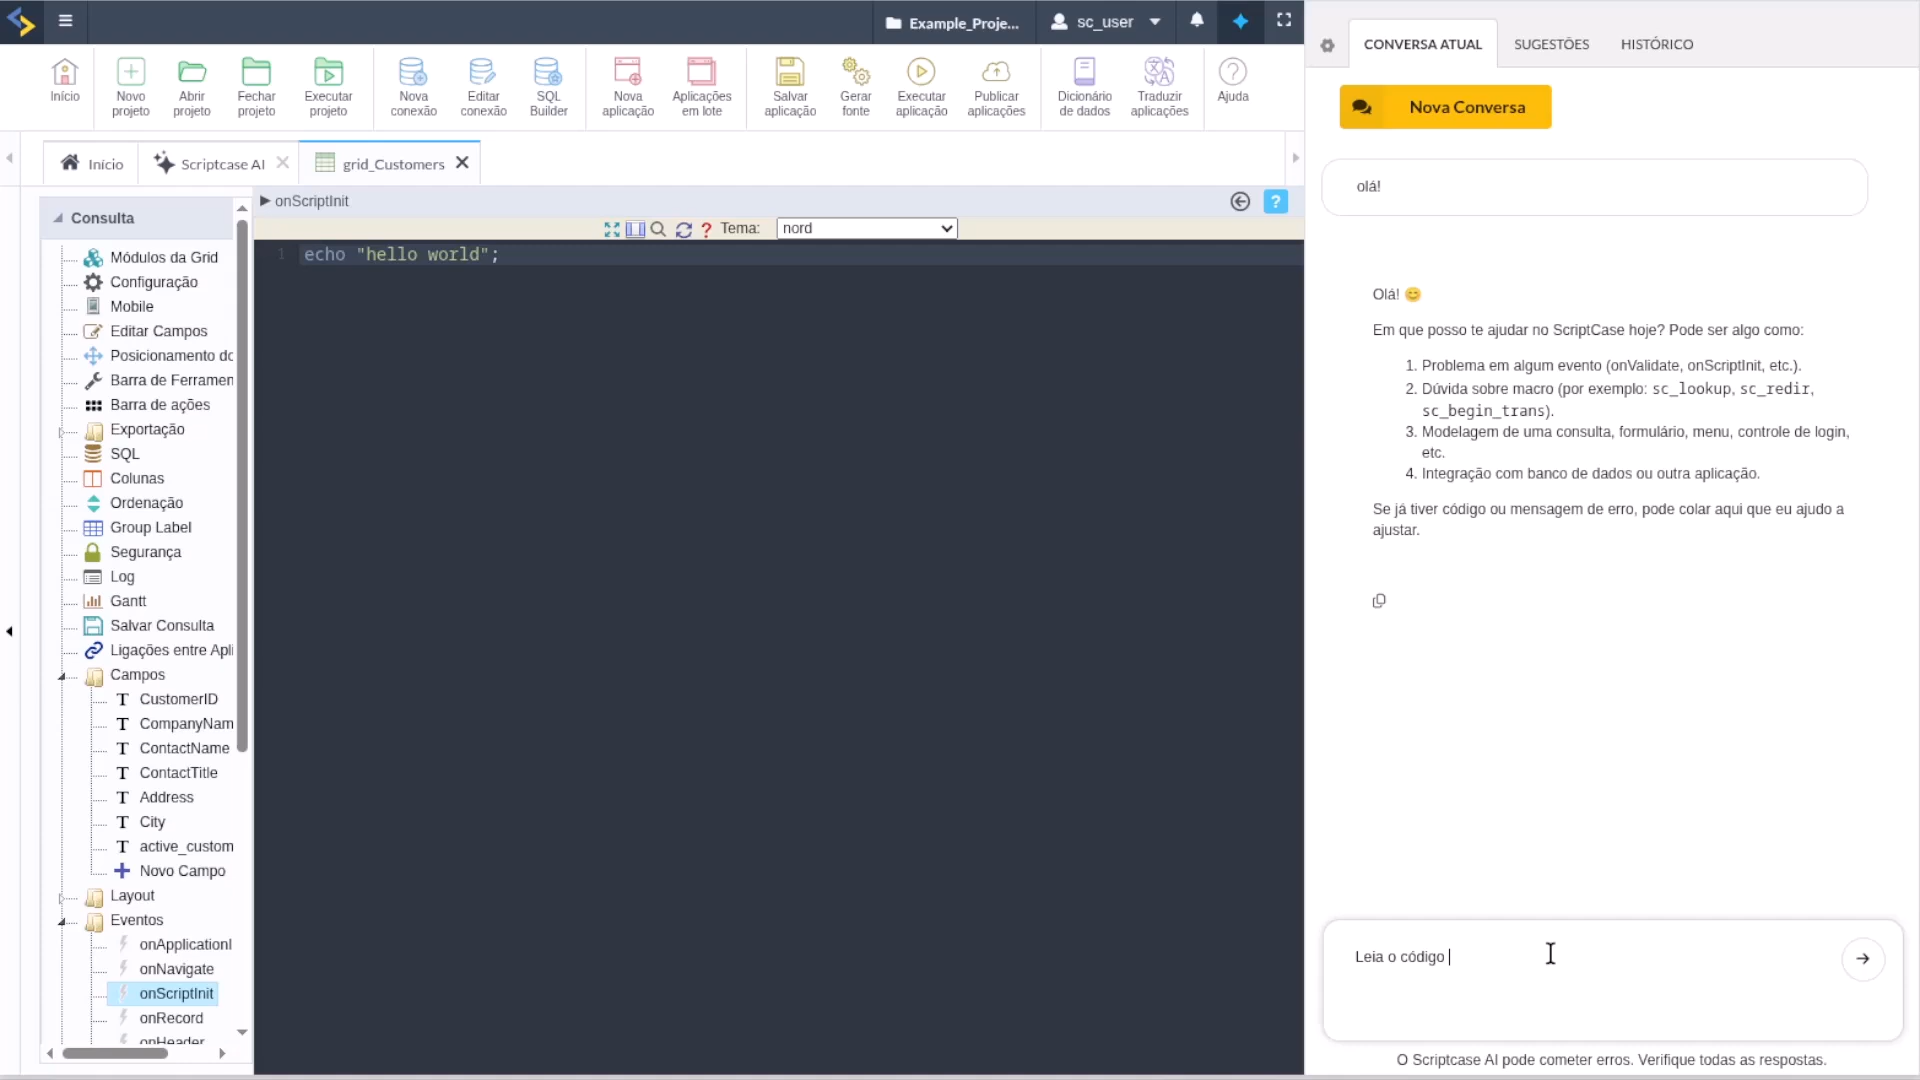 Example_Proje...
sc_user
Início
Novo projeto
Abrir projeto
Fechar projeto
Executar projeto
Nova conexão
Editar conexão
SQL Builder
Nova aplicação
Aplicações em lote
Salvar aplicação
Gerar fonte
Executar aplicação
Publicar aplicações
Dicionário de dados
Traduzir aplicações
Ajuda
Início
Scriptcase AI
grid_Customers
Consulta
Módulos da Grid
Configuração
Mobile
Editar Campos
Posicionamento do
Barra de Ferramen
Barra de ações
Exportação
SQL
Colunas
Ordenação
Group Label
Segurança
Log
Gantt
Salvar Consulta
Ligações entre Apli
Campos
CustomerID
CompanyNam
ContactName
ContactTitle
Address
City
active_custom
Novo Campo
Layout
Eventos
onApplicationI
onNavigate
onScriptInit
onRecord
onHeader
onScriptInit
Tema:
nord
1 echo "hello world";
CONVERSA ATUAL
SUGESTÕES
HISTÓRICO
Nova Conversa
olá!
Olá! 😊
Em que posso te ajudar no ScriptCase hoje? Pode ser algo como:
1. Problema em algum evento (onValidate, onScriptInit, etc.).
2. Dúvida sobre macro (por exemplo: sc_lookup, sc_redir,
sc_begin_trans).
3. Modelagem de uma consulta, formulário, menu, controle de login,
etc.
4. Integração com banco de dados ou outra aplicação.
Se já tiver código ou mensagem de erro, pode colar aqui que eu ajudo a
ajustar.
Leia o código
O Scriptcase AI pode cometer erros. Verifique todas as respostas.